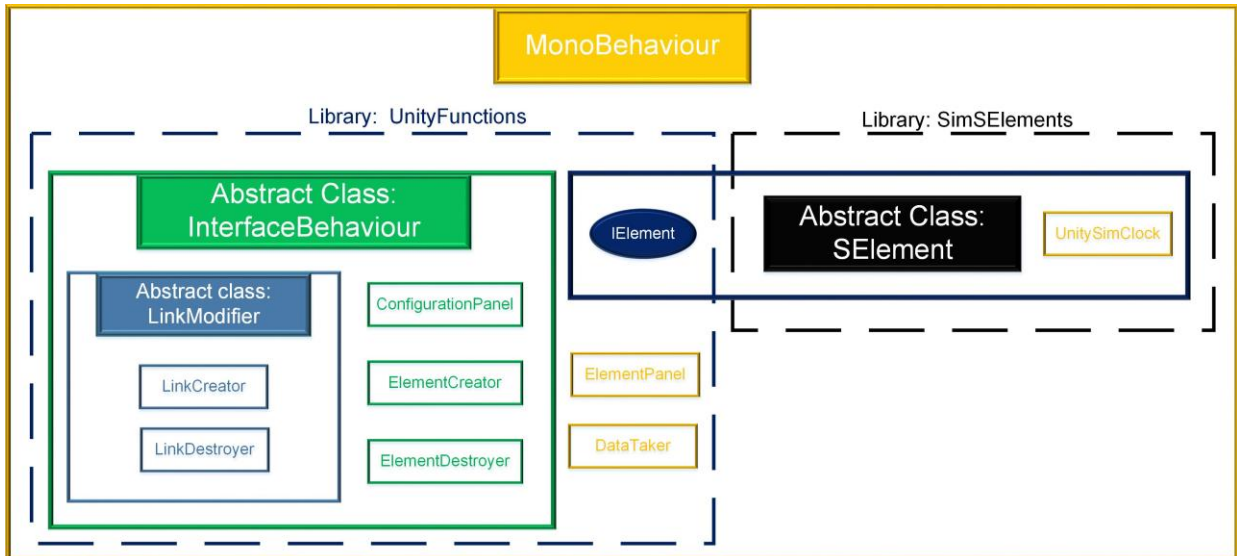 MonoBehaviour
Library: UnityFunctions
Library: SimSElements
Abstract Class:
InterfaceBehaviour
IElement
Abstract Class:
SElement
UnitySimClock
Abstract class:
LinkModifier
ConfigurationPanel
LinkCreator
ElementCreator
ElementPanel
LinkDestroyer
ElementDestroyer
DataTaker